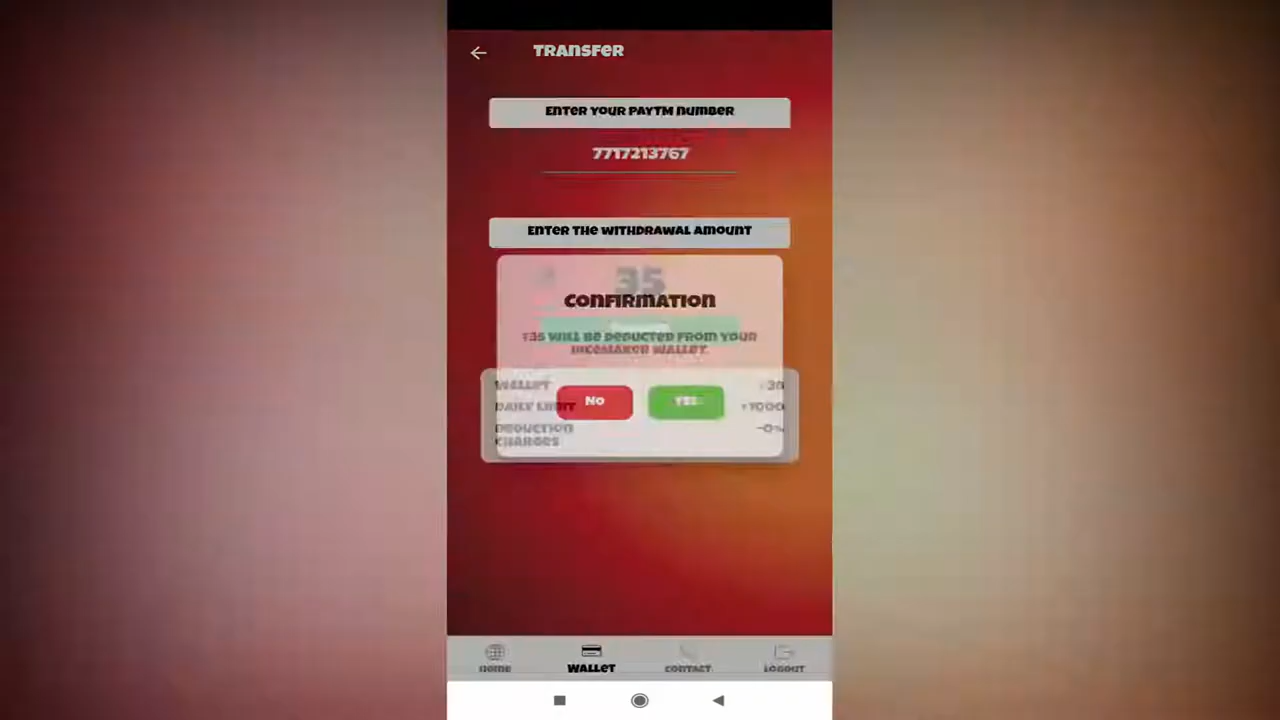 Transfer
Enter your Paytm number
7717213767
Enter the withdrawal amount
35
Confirmation
₹35 will be deducted from your
wallet.
Wallet
No
Yes
Daily limit
₹1000
Deduction
-0%
charges
Home
Wallet
Contact
Logout